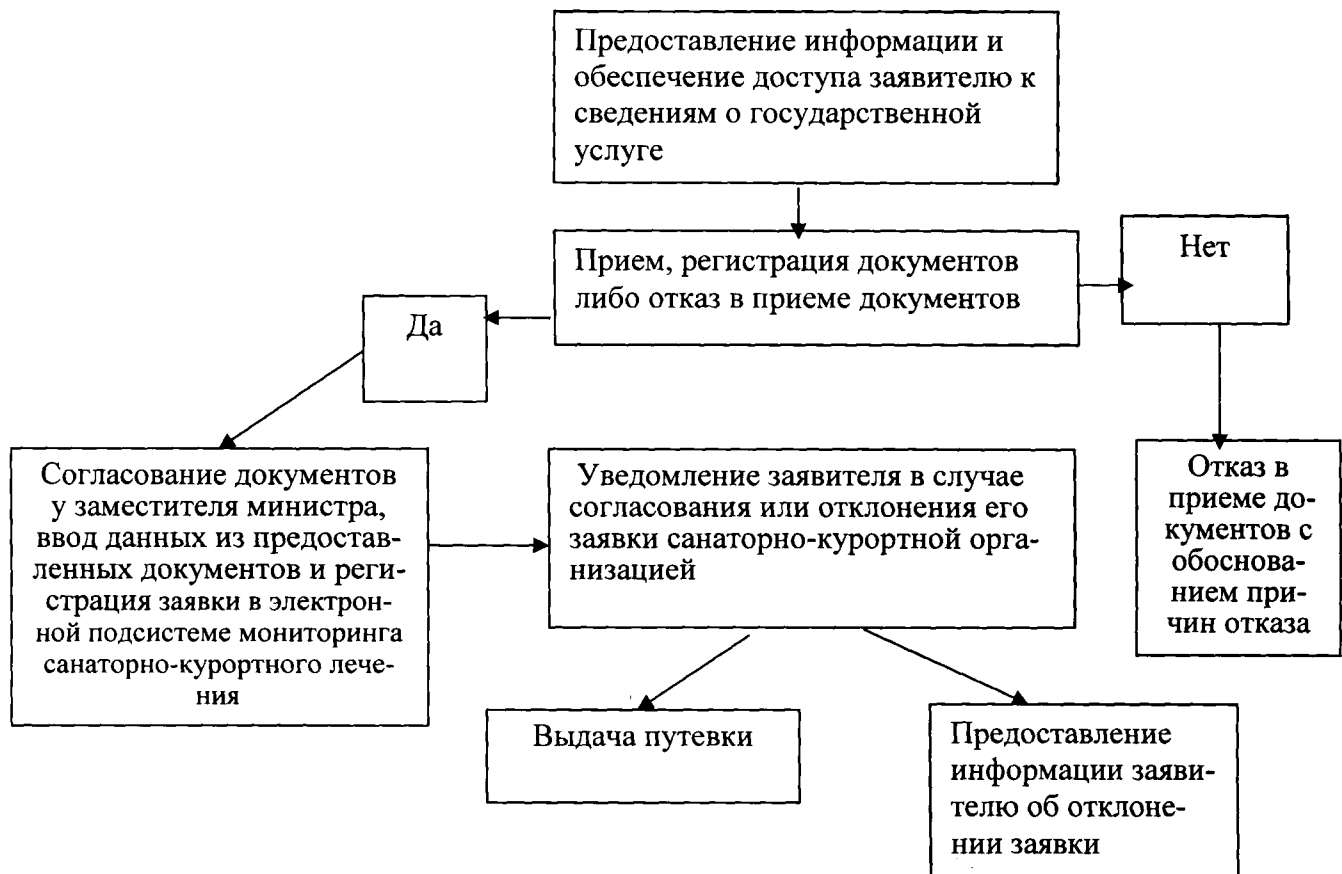 Предоставление информации и
обеспечение доступа заявителю к
сведениям о государственной
услуге
Прием, регистрация документов
либо отказ в приеме документов
Нет
Да
Согласование документов
у заместителя министра,
ввод данных из предостав-
ленных документов и реги-
страция заявки в электрон-
ной подсистеме мониторинга
санаторно-курортного лече-
ния
Уведомление заявителя в случае
согласования или отклонения его
заявки санаторно-курортной орга-
низацией
Отказ в
приеме до-
кументов с
обоснова-
нием при-
чин отказа
Выдача путевки
Предоставление
информации заяви-
телю об отклоне-
нии заявки